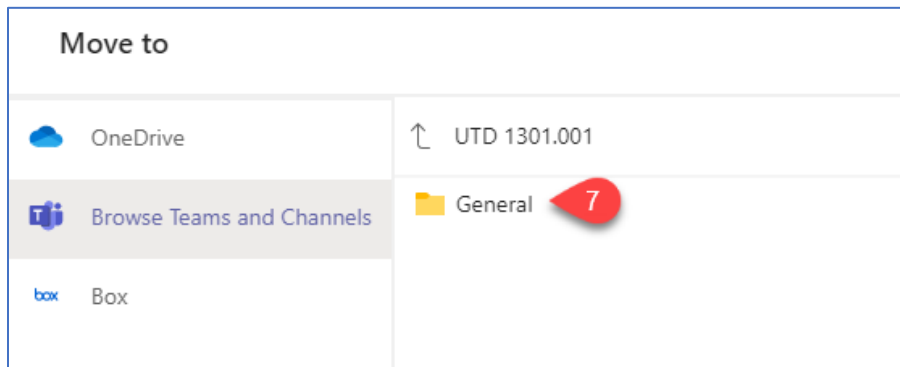 Move to
OneDrive
UTD 1301.001
T
Browse Teams and Channels
General
7
box
Box